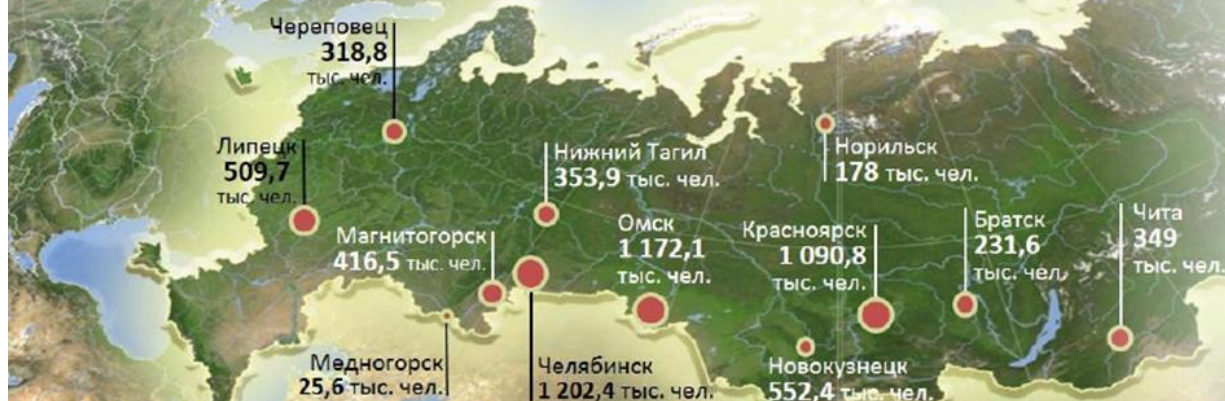 Череповец
318,8
тыс. чел.
Липецк
509,7
тыс. чел.
Магнитогорск
416,5 тыс. чел.
Медногорск
25,6 тыс. чел.
Нижний Тагил
353,9 тыс. чел.
Челябинск
1 202,4 тыс. чел.
Омск
1 172,1
тыс. чел.
Красноярск
1 090,8
тыс. чел.
Новокузнецк
552,4 тыс. чел.
Норильск
178 тыс. чел.
Братск
231,6
тыс. чел.
Чита
349
тыс. чел.